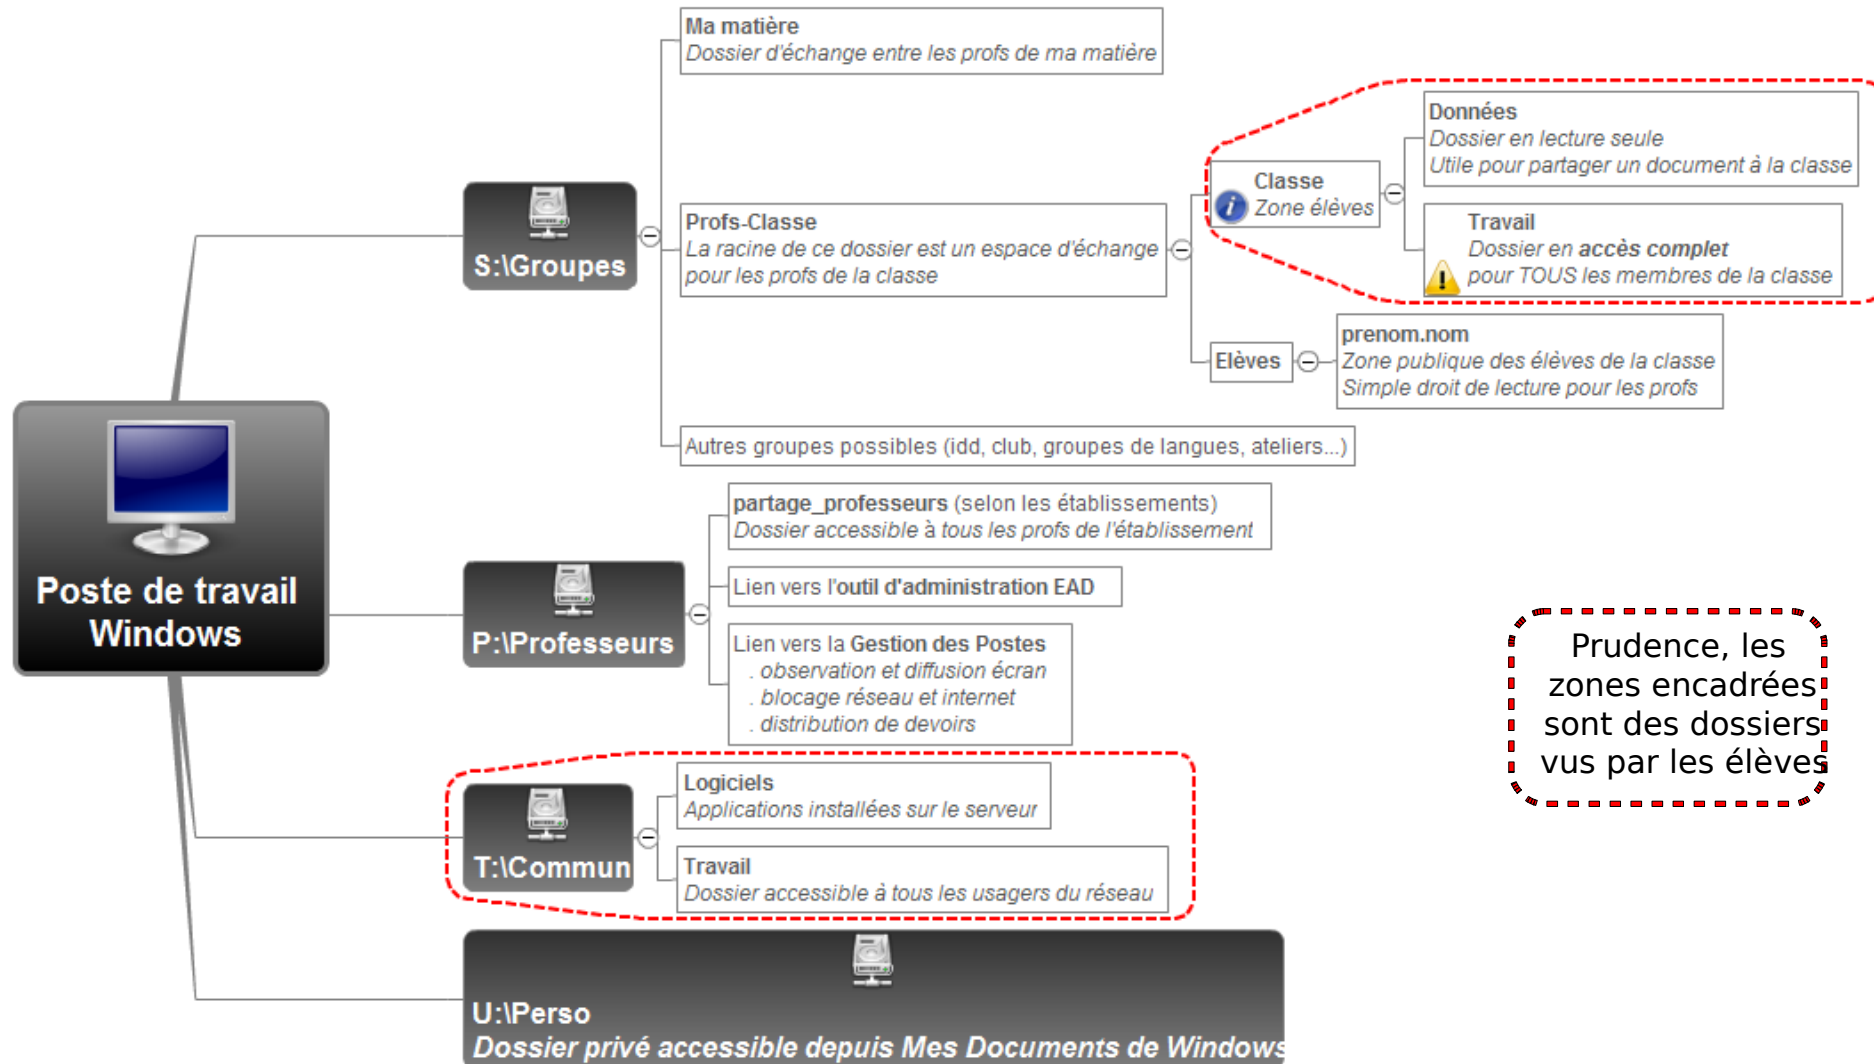 Ma matière
Dossier d'échange entre les profs de ma matière
Données
Dossier en lecture seule
Utile pour partager un document à la classe
Classe
Zone élèves
Travail
Dossier en accès complet
pour TOUS les membres de la classe
S:\Groupes
Profs-Classe
La racine de ce dossier est un espace d'échange
pour les profs de la classe
Elèves
prenom.nom
Zone publique des élèves de la classe
Simple droit de lecture pour les profs
Autres groupes possibles (idd, club, groupes de langues, ateliers...)
Poste de travail
Windows
P:\Professeurs
partage_professeurs (selon les établissements)
Dossier accessible à tous les profs de l'établissement
Lien vers l'outil d'administration EAD
Lien vers la Gestion des Postes
. observation et diffusion écran
. blocage réseau et internet
. distribution de devoirs
Prudence, les
zones encadrées
sont des dossiers
vus par les élèves
T:\Commun
Logiciels
Applications installées sur le serveur
Travail
Dossier accessible à tous les usagers du réseau
U:\Perso
Dossier privé accessible depuis Mes Documents de Windows